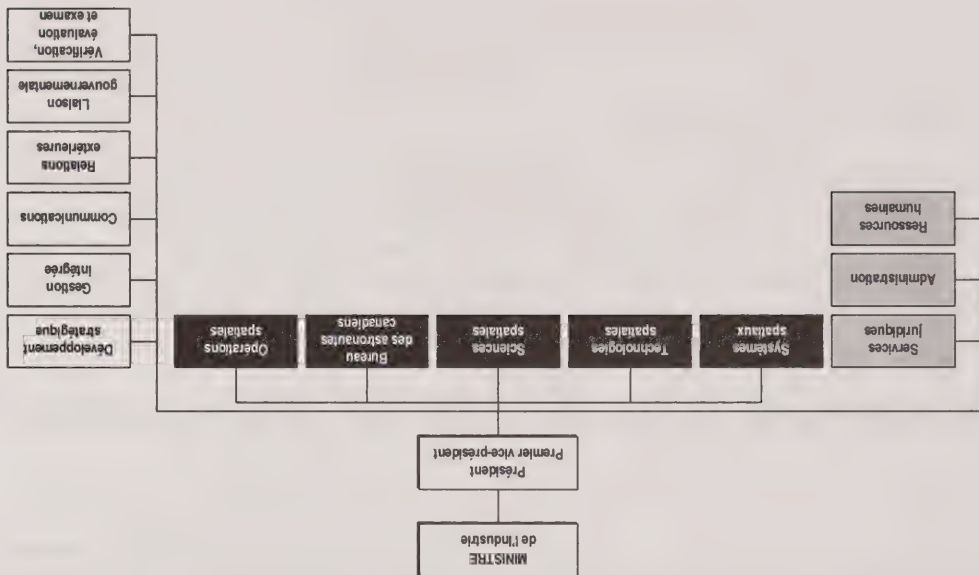 MINISTRE
de l'Industrie
Président
Premier vice-président
Services
juridiques
Systèmes
spatiaux
Technologies
spatiales
Sciences
spatiales
Bureau
des astronautes
canadiens
Opérations
spatiales
Développement
stratégique
Administration
Gestion
intégrée
Ressources
humaines
Communications
Relations
extérieures
Liaison
gouvernementale
Vérification,
évaluation
et examen